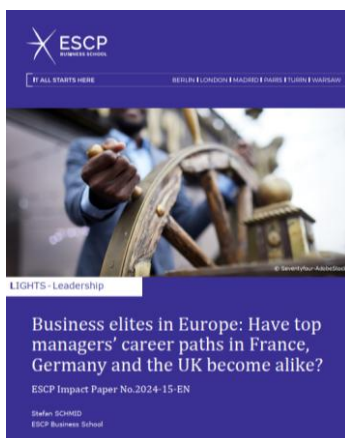 ESCP
BUSINESS SCHOOL
IT ALL STARTS HERE
BERLIN I LONDON I MADRID I PARIS I TURIN I WARSAW
© Seventyfour-AdobeStock
LIGHTS - Leadership
Business elites in Europe: Have top
managers' career paths in France,
Germany and the UK become alike?
ESCP Impact Paper No.2024-15-EN
Stefan SCHMID
ESCP Business School